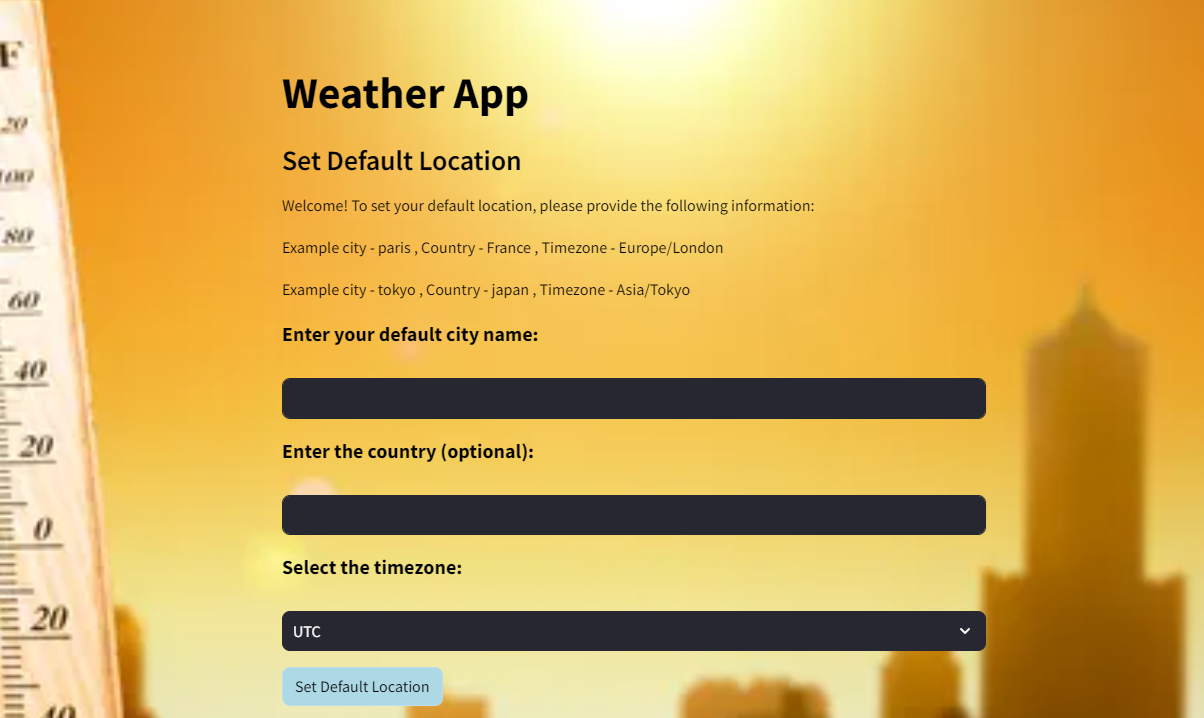 F
20
100
80
60
40
20
0
20
40
Weather App
Set Default Location
Welcome! To set your default location, please provide the following information:
Example city - paris , Country - France , Timezone - Europe/London
Example city - tokyo , Country - japan , Timezone - Asia/Tokyo
Enter your default city name:
Enter the country (optional):
Select the timezone:
UTC
Set Default Location